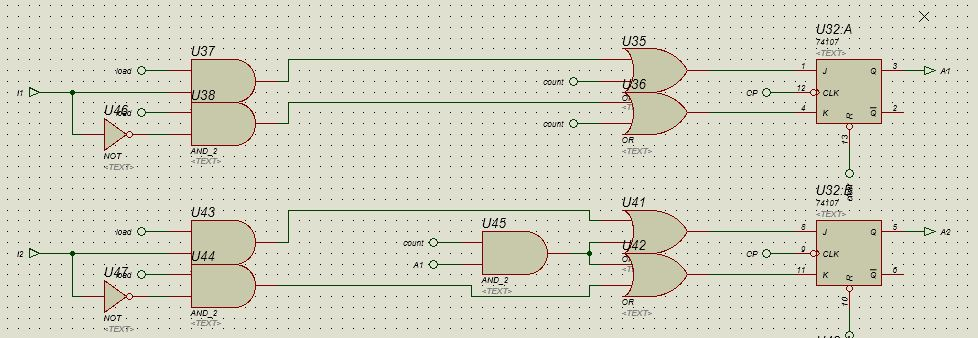 U37
U35
U32:A
74107
<TEXT>
load
I1
U38
U36
count
1
J
Q
3
A1
U46
load
CP
12
CLK
count
4
K
Q
2
R
13
NOT
<TEXT>
AND_2
<TEXT>
OR
<TEXT>
U43
U41
U32:B
74107
<TEXT>
load
U45
count
I2
U44
U42
8
J
Q
5
A2
U47
load
A1
CP
9
CLK
AND_2
<TEXT>
11
K
Q
6
R
10
NOT
<TEXT>
AND_2
<TEXT>
OR
<TEXT>